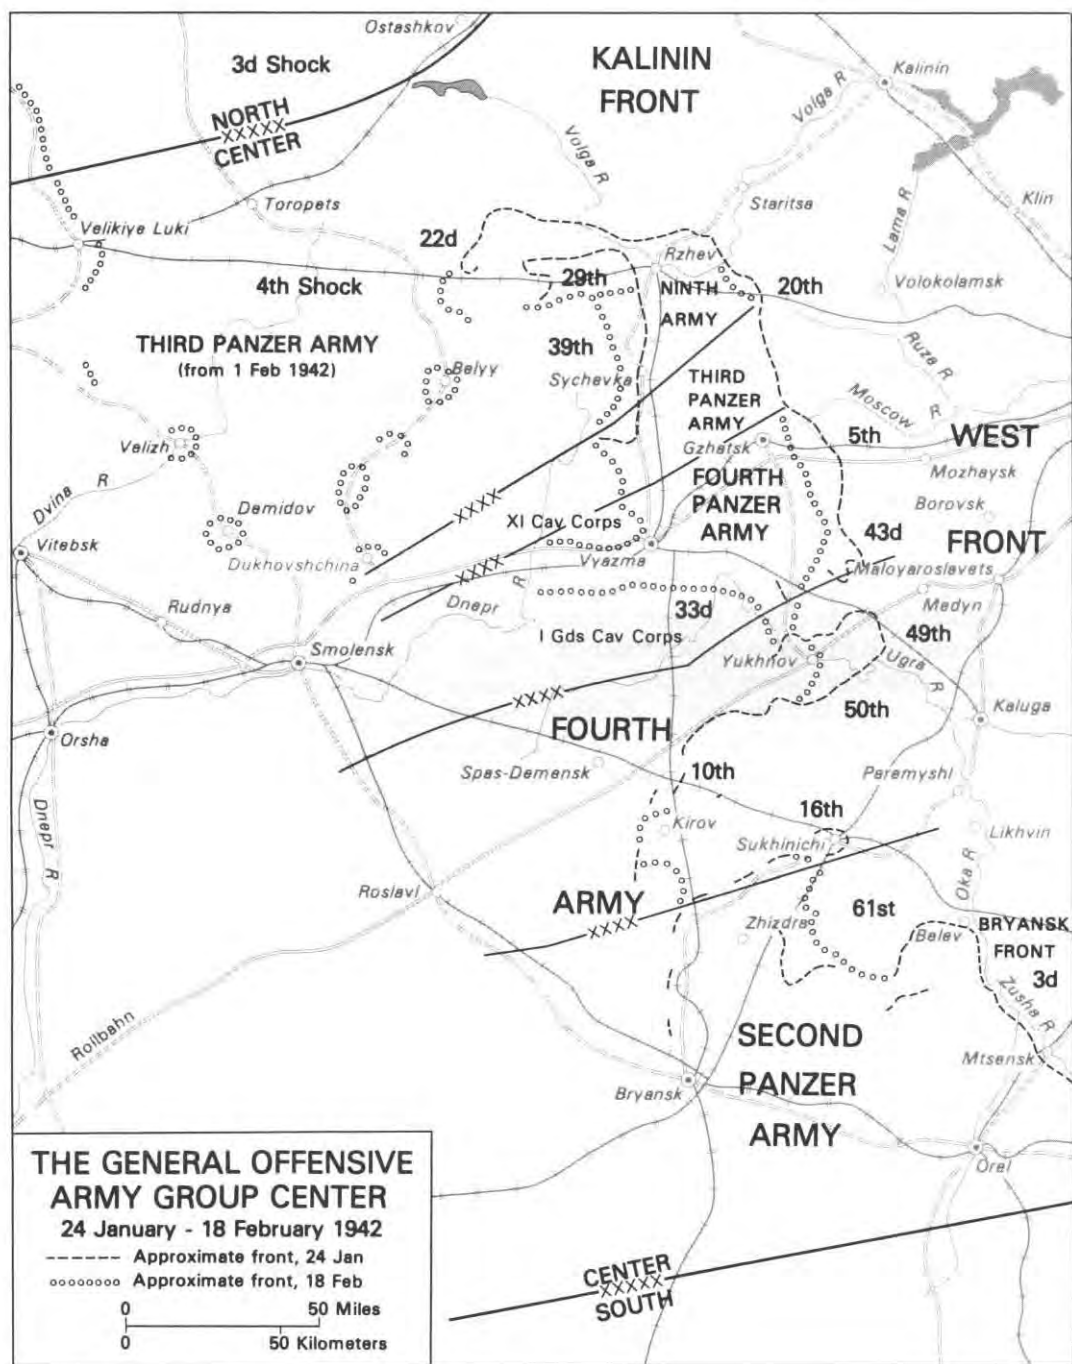 Ostashkov
3d Shock
KALININ
FRONT
Kalinin
Volga R
NORTH
XXXXX
CENTER
Volga R
Klin
Toropets
Staritsa
Lama R
Velikiye Luki
22d
Rzhev
29th
NINTH
ARMY
20th
Volokolamsk
4th Shock
THIRD PANZER ARMY
(from 1 Feb 1942)
39th
Belyy
Sychevka
Ruza R
THIRD
PANZER
ARMY
Moscow R
5th
WEST
Velizh
Gzhatsk
Mozhaysk
Dvina R
FOURTH
PANZER
ARMY
Borovsk
XXXX
Demidov
XI Cav Corps
43d
FRONT
Vitebsk
Dukhovshchina
Vyazma
XXXX
Maloyaroslavets
Dnepr R
Medyn
Rudnya
33d
49th
I Gds Cav Corps
Smolensk
Yukhnov
Ugra R
XXXX
50th
Kaluga
FOURTH
Orsha
Spas-Demensk
10th
Peremyshl
Dnepr R
16th
Kirov
Sukhinichi
Likhvin
Oka R
Roslavl
ARMY
61st
XXXX
Zhizdra
Belev
BRYANSK
FRONT
3d
Zusha R
Rollbahn
SECOND
PANZER
ARMY
Mtsensk
Bryansk
Orel
THE GENERAL OFFENSIVE
ARMY GROUP CENTER
24 January - 18 February 1942
Approximate front, 24 Jan
Approximate front, 18 Feb
0 50 Miles
0 50 Kilometers
CENTER
XXXXX
SOUTH